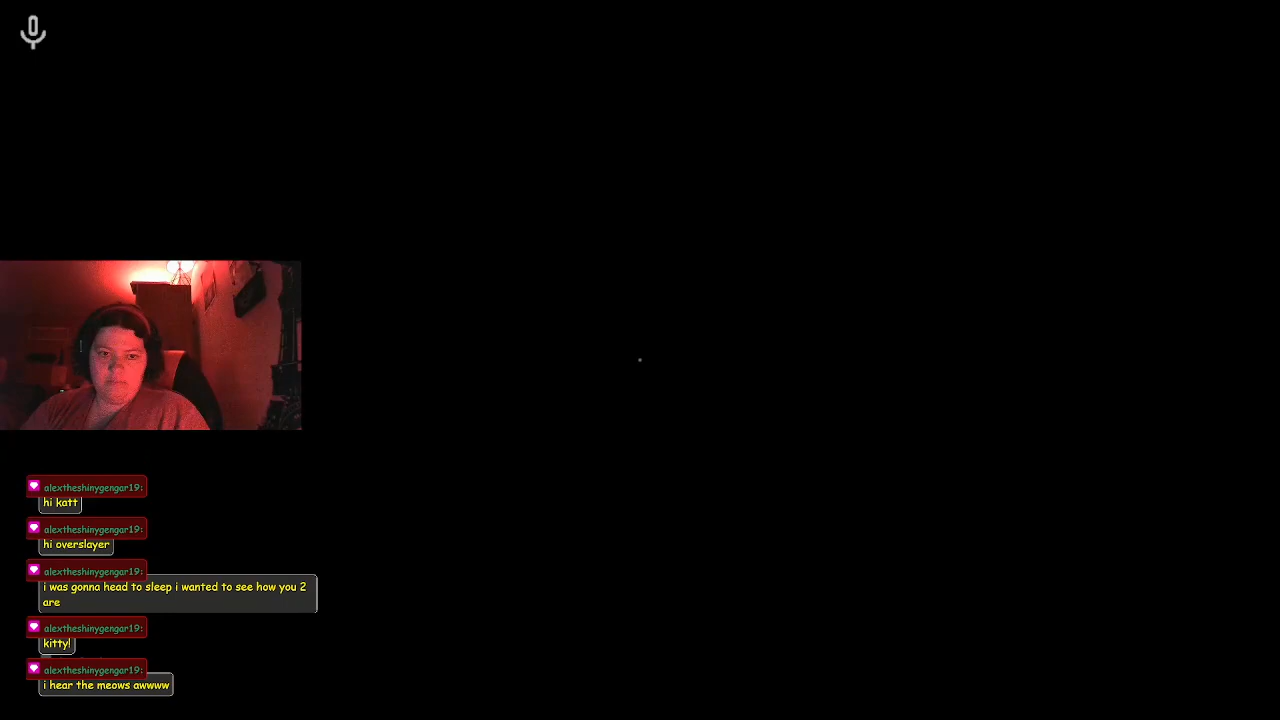 alextheshinygengar19:
hi katt
alextheshinygengar19:
hi overslayer
alextheshinygengar19:
i was gonna head to sleep i wanted to see how you 2
are
alextheshinygengar19:
kitty!
alextheshinygengar19:
i hear the meows awwww